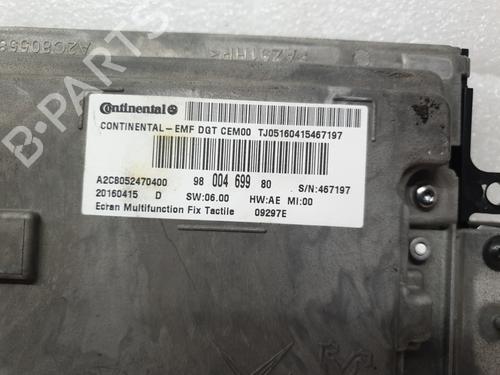 Continental
CONTINENTAL-EMF DGT CEM00 TJ05160415467197
A2C8052470400 98 004 699 80 S/N:467197
20160415 D SW:06.00 HW:AE MI:00
Ecran Multifunction Fix Tactile 09297E
B-PARTS